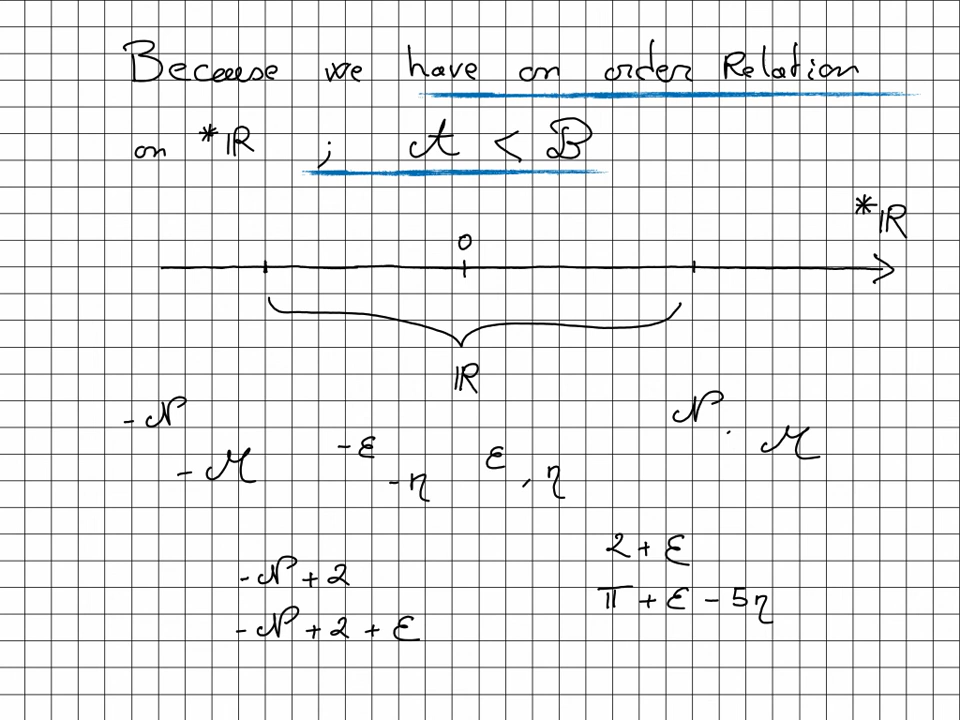 Because we have an order Relation
on *ℝ ; 𝒜 < ℬ
*ℝ
0
ℝ
-𝒩 𝒩 .
-ℳ -ε -η ε , η ℳ
-𝒩 + 2 2 + ε
-𝒩 + 2 + ε π + ε - 5η